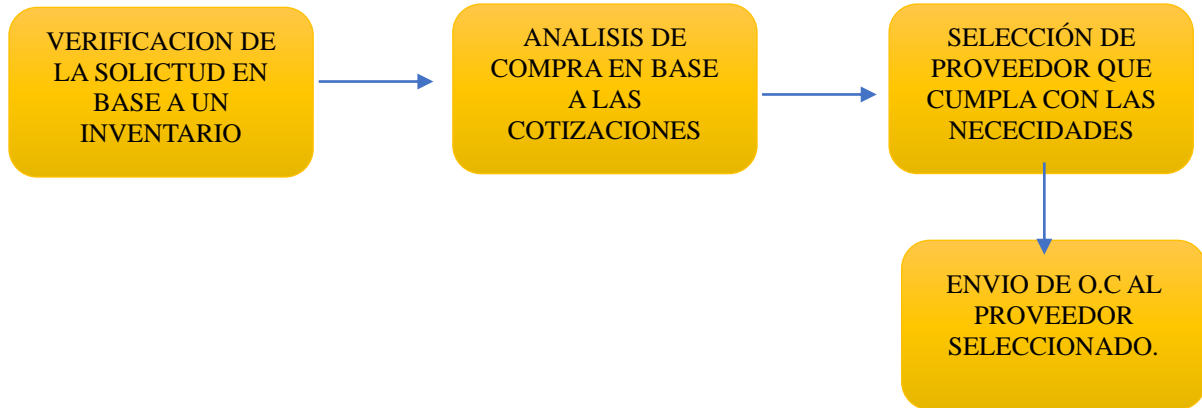 VERIFICACION DE
LA SOLICTUD EN
BASE A UN
INVENTARIO
ANALISIS DE
COMPRA EN BASE
A LAS
COTIZACIONES
SELECCIÓN DE
PROVEEDOR QUE
CUMPLA CON LAS
NECECIDADES
ENVIO DE O.C AL
PROVEEDOR
SELECCIONADO.